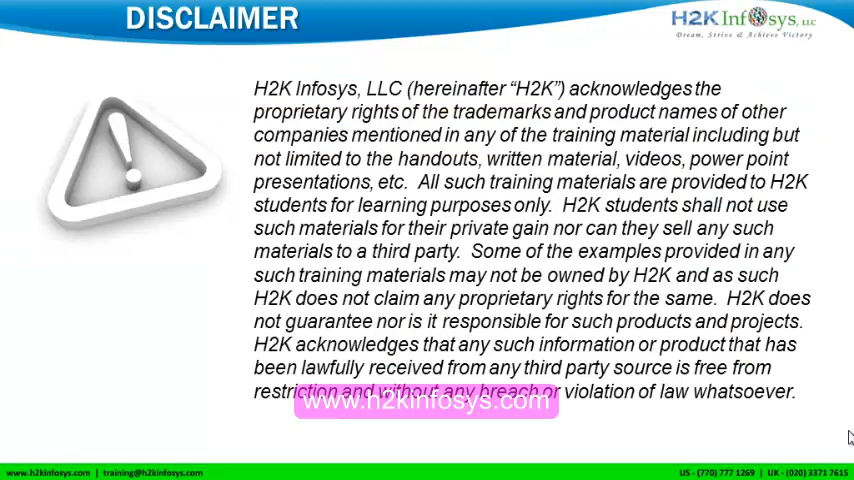 DISCLAIMER
H2K Infosys, LLC
Dream, Strive & Achieve Victory
H2K Infosys, LLC (hereinafter “H2K”) acknowledges the
proprietary rights of the trademarks and product names of other
companies mentioned in any of the training material including but
not limited to the handouts, written material, videos, power point
presentations, etc.  All such training materials are provided to H2K
students for learning purposes only.  H2K students shall not use
such materials for their private gain nor can they sell any such
materials to a third party.  Some of the examples provided in any
such training materials may not be owned by H2K and as such
H2K does not claim any proprietary rights for the same.  H2K does
not guarantee nor is it responsible for such products and projects.
H2K acknowledges that any such information or product that has
been lawfully received from any third party source is free from
restriction and without any breach or violation of law whatsoever.
www.h2kinfosys.com
www.h2kinfosys.com | training@h2kinfosys.com
US - (770) 777 1269 | UK - (020) 3371 7615